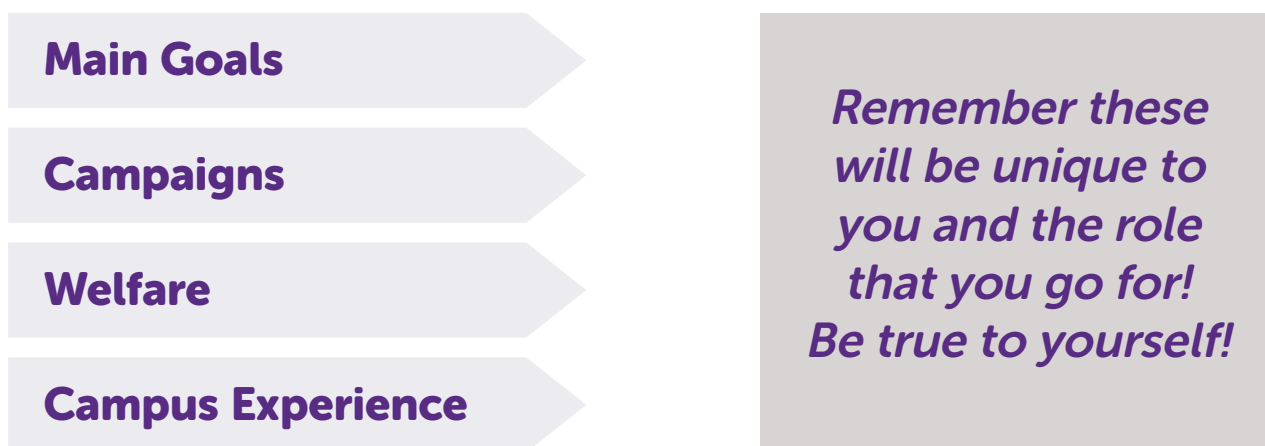 Main Goals
Campaigns
Welfare
Campus Experience
Remember these
will be unique to
you and the role
that you go for!
Be true to yourself!